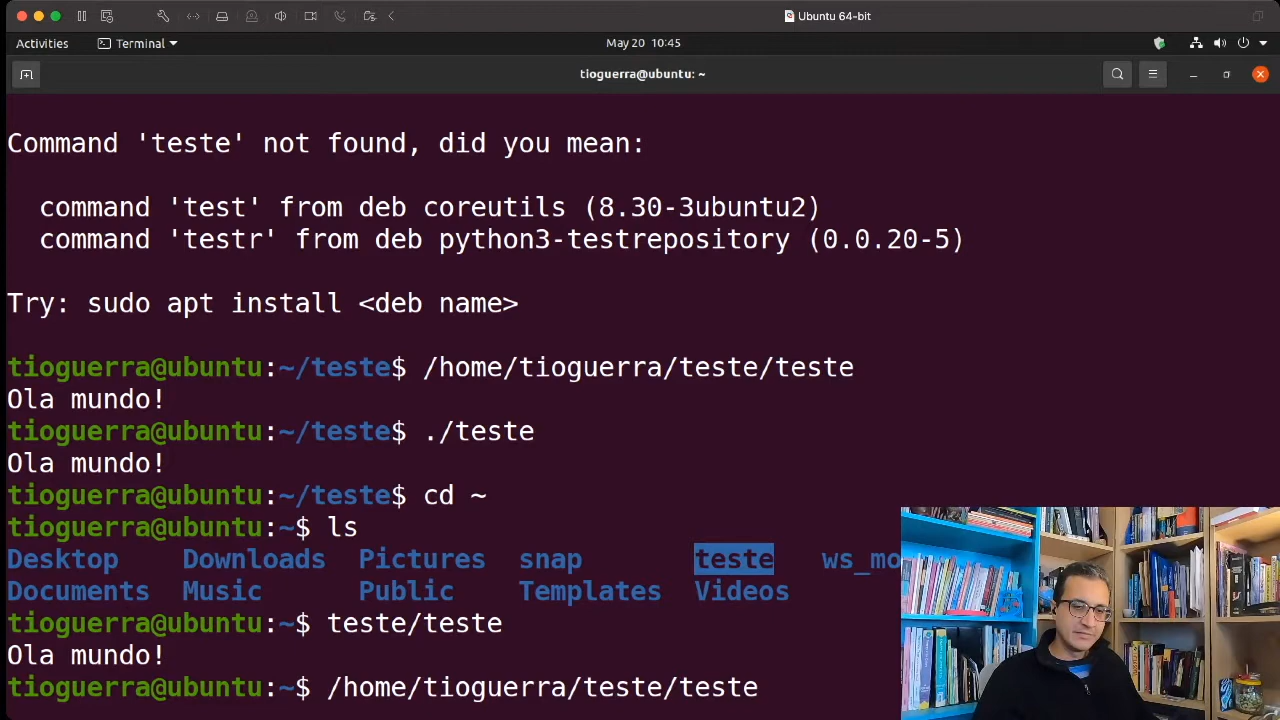 Ubuntu 64-bit
Activities Terminal May 20 10:45
tioguerra@ubuntu: ~
Command 'teste' not found, did you mean:
command 'test' from deb coreutils (8.30-3ubuntu2)
command 'testr' from deb python3-testrepository (0.0.20-5)
Try: sudo apt install <deb name>
tioguerra@ubuntu:~/teste$ /home/tioguerra/teste/teste
Ola mundo!
tioguerra@ubuntu:~/teste$ ./teste
Ola mundo!
tioguerra@ubuntu:~/teste$ cd ~
tioguerra@ubuntu:~$ ls
Desktop Downloads Pictures snap teste ws_mo
Documents Music Public Templates Videos
tioguerra@ubuntu:~$ teste/teste
Ola mundo!
tioguerra@ubuntu:~$ /home/tioguerra/teste/teste